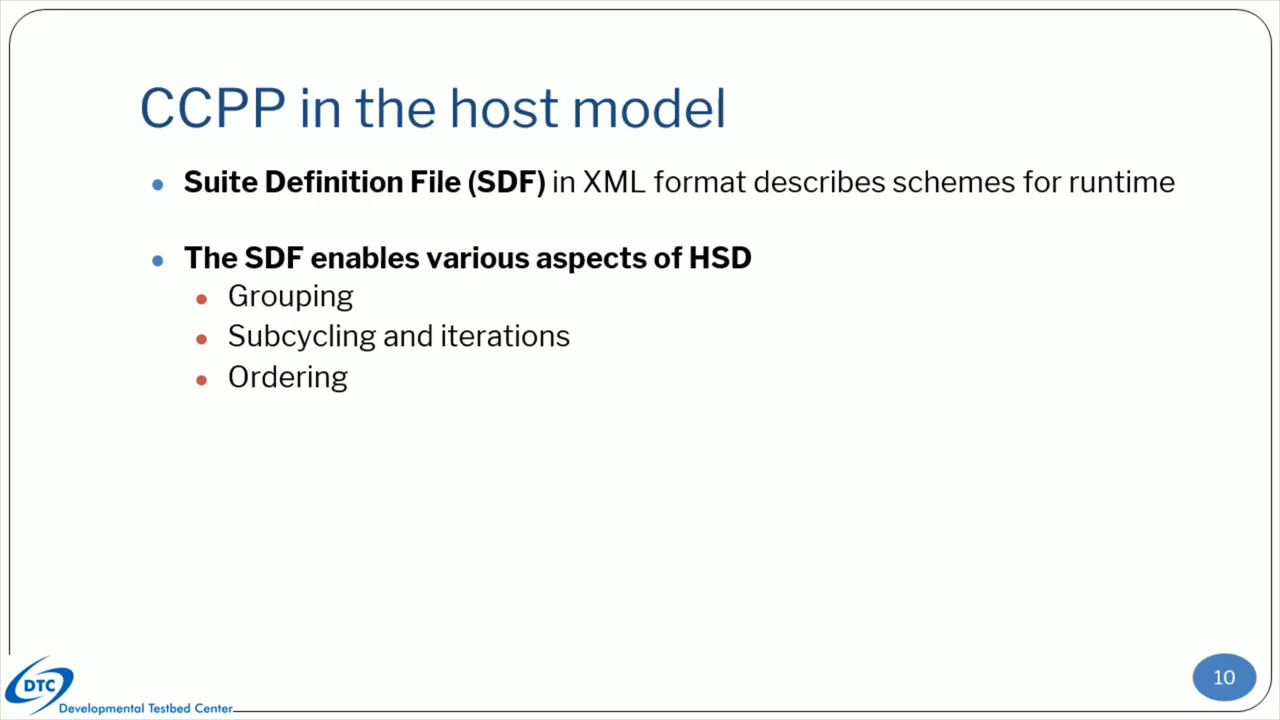 CCPP in the host model
Suite Definition File (SDF) in XML format describes schemes for runtime
The SDF enables various aspects of HSD
Grouping
Subcycling and iterations
Ordering
DTC
Developmental Testbed Center
10